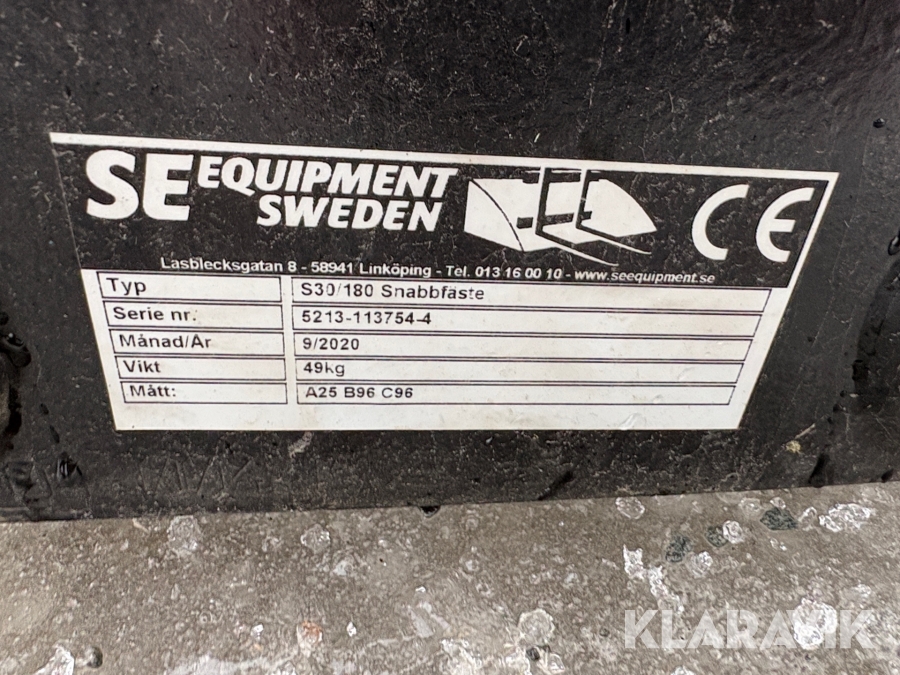 SE EQUIPMENT
SWEDEN
CE
Lasblecksgatan 8 - 58941 Linköping - Tel. 013 16 00 10 - www.seequipment.se
Typ S30/180 Snabbfäste
Serie nr. 5213-113754-4
Månad/År 9/2020
Vikt 49kg
Mått: A25 B96 C96
KLARAVIK